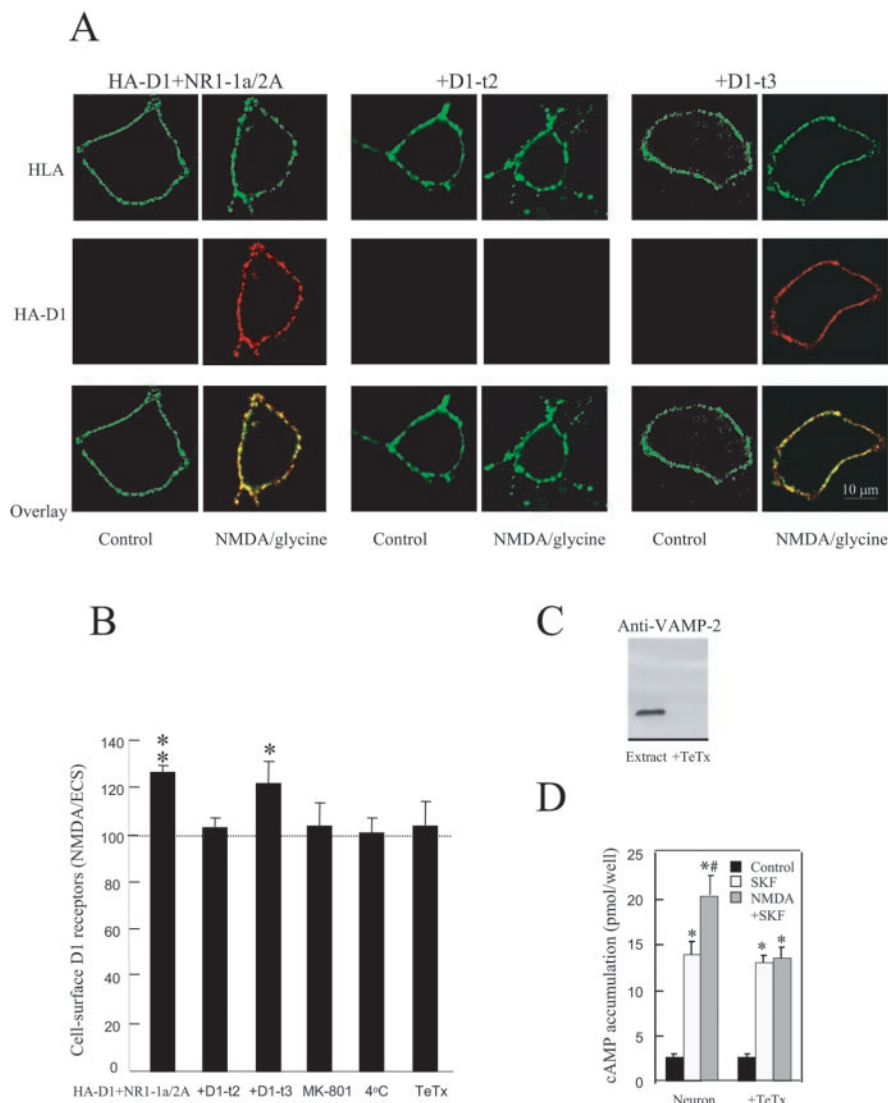 A
HA-D1+NR1-1a/2A +D1-t2 +D1-t3
HLA
HA-D1
Overlay
10 µm
Control NMDA/glycine Control NMDA/glycine Control NMDA/glycine
B
Cell-surface D1 receptors (NMDA/ECS)
140
120
100
80
60
40
20
0
**
*
HA-D1+NR1-1a/2A +D1-t2 +D1-t3 MK-801 4°C TeTx
C
Anti-VAMP-2
Extract +TeTx
D
cAMP accumulation (pmol/well)
25
20
15
10
5
0
Control
SKF
NMDA
+SKF
*
*#
*
*
Neuron +TeTx